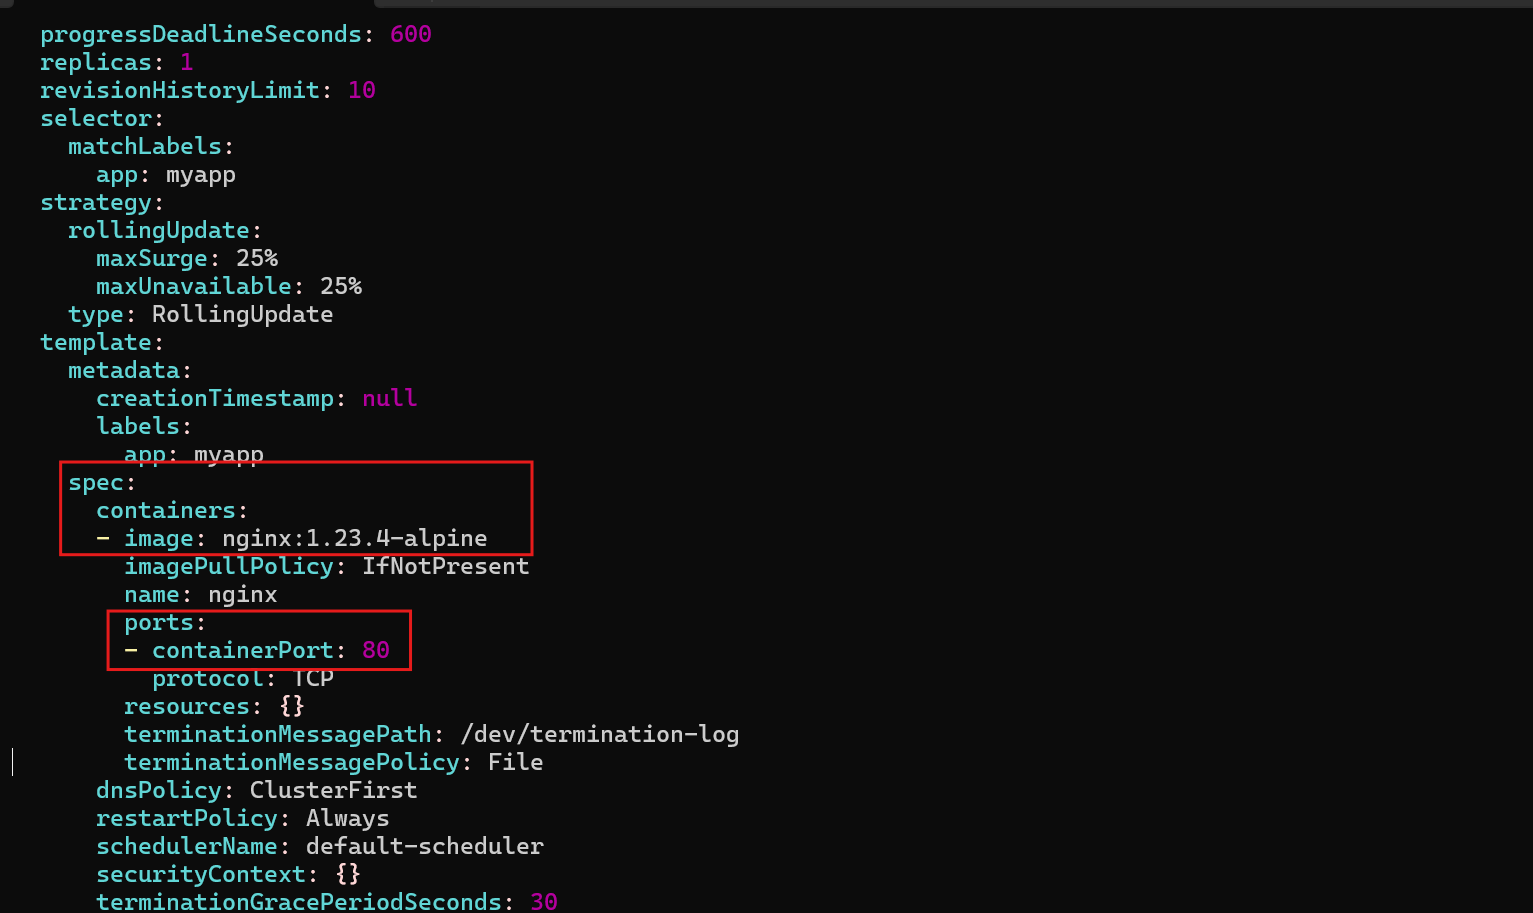 progressDeadlineSeconds: 600
replicas: 1
revisionHistoryLimit: 10
selector:
  matchLabels:
    app: myapp
strategy:
  rollingUpdate:
    maxSurge: 25%
    maxUnavailable: 25%
  type: RollingUpdate
template:
  metadata:
    creationTimestamp: null
    labels:
      app: myapp
  spec:
    containers:
    - image: nginx:1.23.4-alpine
      imagePullPolicy: IfNotPresent
      name: nginx
      ports:
      - containerPort: 80
        protocol: TCP
      resources: {}
      terminationMessagePath: /dev/termination-log
      terminationMessagePolicy: File
    dnsPolicy: ClusterFirst
    restartPolicy: Always
    schedulerName: default-scheduler
    securityContext: {}
    terminationGracePeriodSeconds: 30